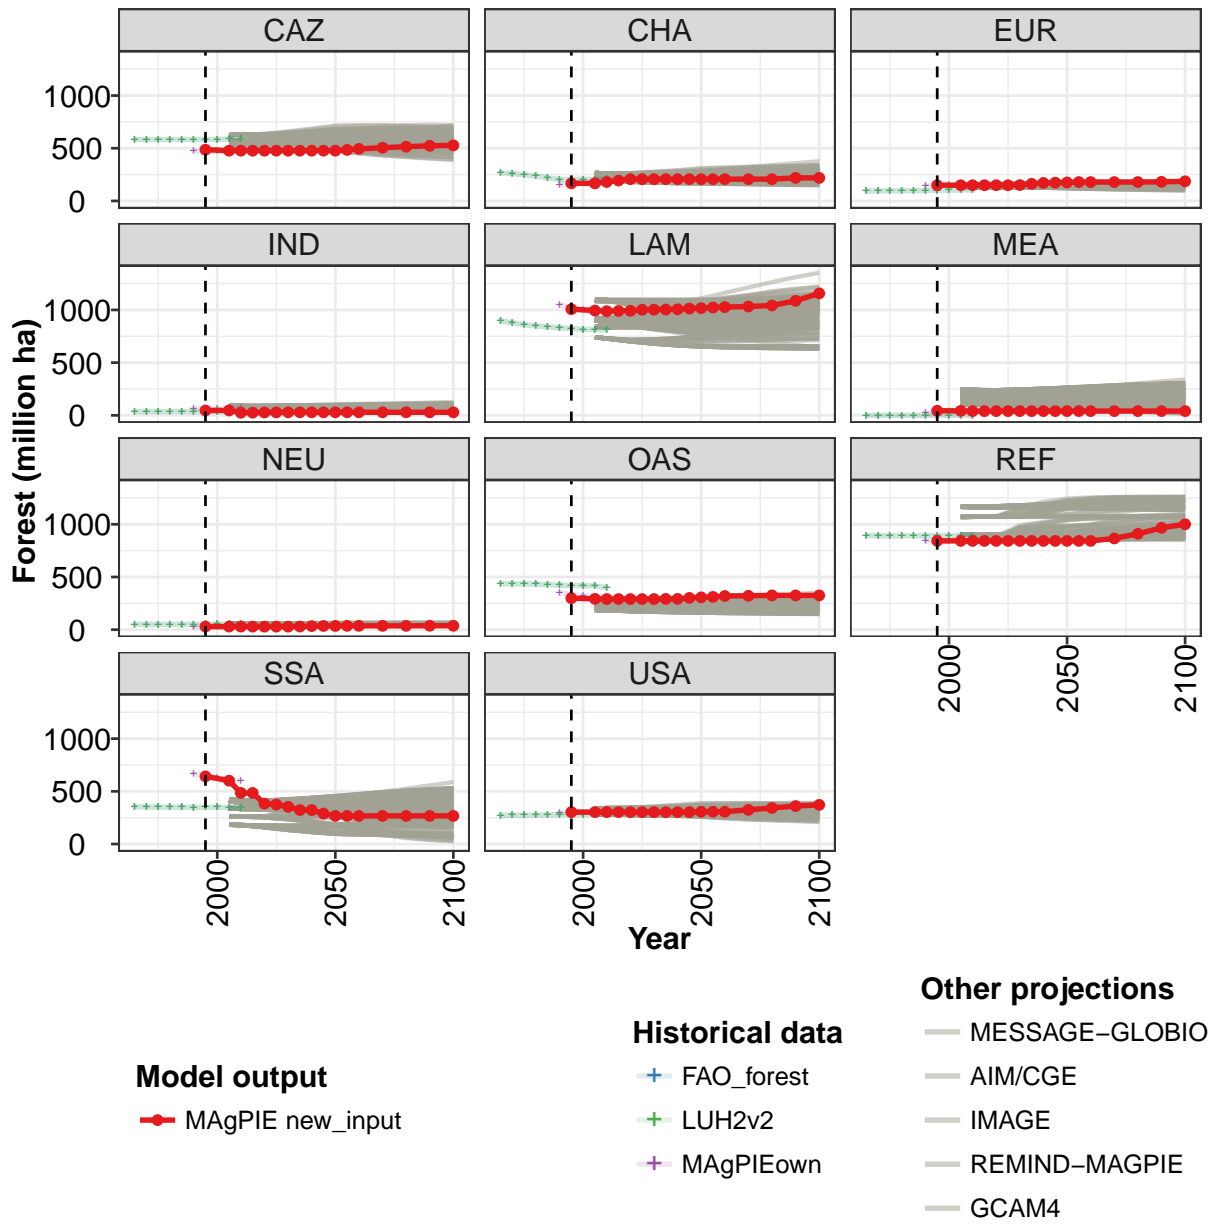 CAZ
CHA
EUR
1000
500
0
IND
LAM
MEA
1000
500
0
NEU
OAS
REF
1000
500
0
SSA
USA
1000
500
0
2000
2050
2100
2000
2050
2100
2000
2050
2100
Forest (million ha)
Year
Model output
MAgPIE new_input
Historical data
FAO_forest
LUH2v2
MAgPIEown
Other projections
MESSAGE−GLOBIO
AIM/CGE
IMAGE
REMIND−MAGPIE
GCAM4